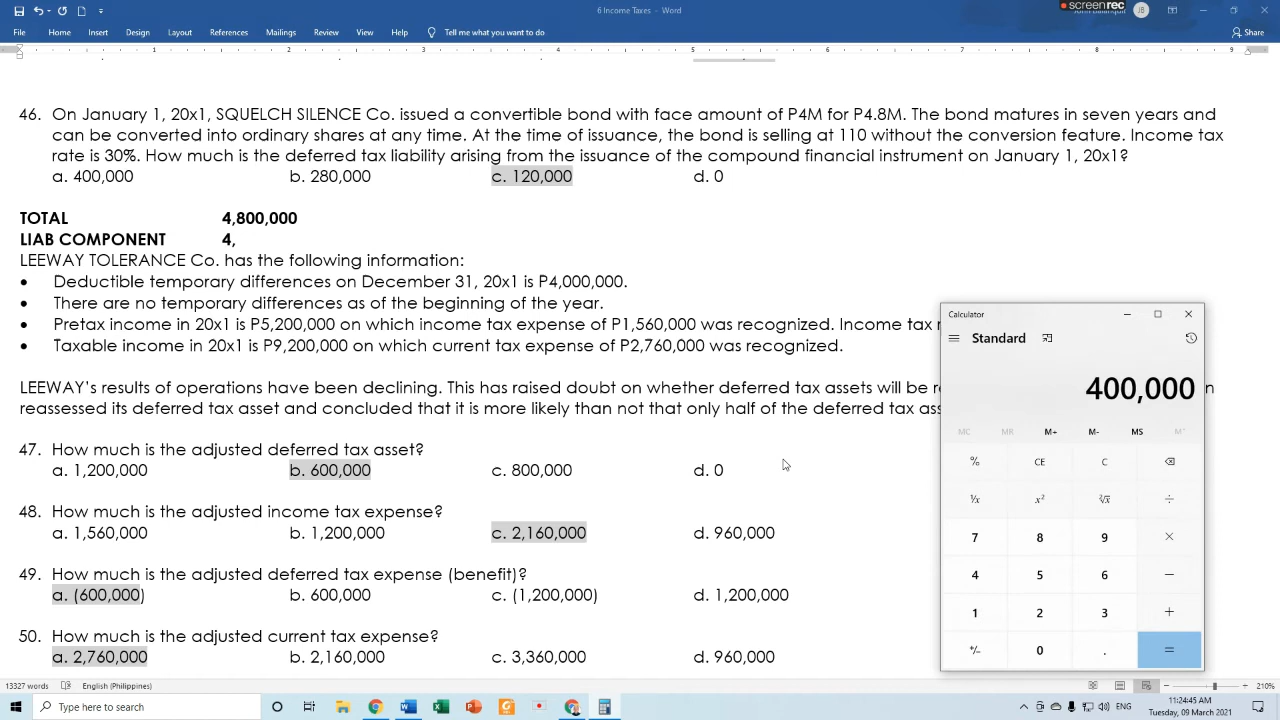 screenrec
6 Income Taxes - Word
JB
File Home Insert Design Layout References Mailings Review View Help Tell me what you want to do Share
1 2 3 4 5 6 7 8 9
46. On January 1, 20x1, SQUELCH SILENCE Co. issued a convertible bond with face amount of P4M for P4.8M. The bond matures in seven years and
can be converted into ordinary shares at any time. At the time of issuance, the bond is selling at 110 without the conversion feature. Income tax
rate is 30%. How much is the deferred tax liability arising from the issuance of the compound financial instrument on January 1, 20x1?
a. 400,000 b. 280,000 c. 120,000 d. 0
TOTAL 4,800,000
LIAB COMPONENT 4,
LEEWAY TOLERANCE Co. has the following information:
• Deductible temporary differences on December 31, 20x1 is P4,000,000.
• There are no temporary differences as of the beginning of the year.
• Pretax income in 20x1 is P5,200,000 on which income tax expense of P1,560,000 was recognized. Income tax
• Taxable income in 20x1 is P9,200,000 on which current tax expense of P2,760,000 was recognized.
LEEWAY's results of operations have been declining. This has raised doubt on whether deferred tax assets will be
reassessed its deferred tax asset and concluded that it is more likely than not that only half of the deferred tax
47. How much is the adjusted deferred tax asset?
a. 1,200,000 b. 600,000 c. 800,000 d. 0
48. How much is the adjusted income tax expense?
a. 1,560,000 b. 1,200,000 c. 2,160,000 d. 960,000
49. How much is the adjusted deferred tax expense (benefit)?
a. (600,000) b. 600,000 c. (1,200,000) d. 1,200,000
50. How much is the adjusted current tax expense?
a. 2,760,000 b. 2,160,000 c. 3,360,000 d. 960,000
Calculator
Standard
400,000
MC MR M+ M- MS M˅
% CE C
¹/x x² ²√x ÷
7 8 9 ×
4 5 6 −
1 2 3 +
+/- 0 . =
13327 words English (Philippines) 210%
Type here to search
ENG
11:24:45 AM
Tuesday, 09 March 2021